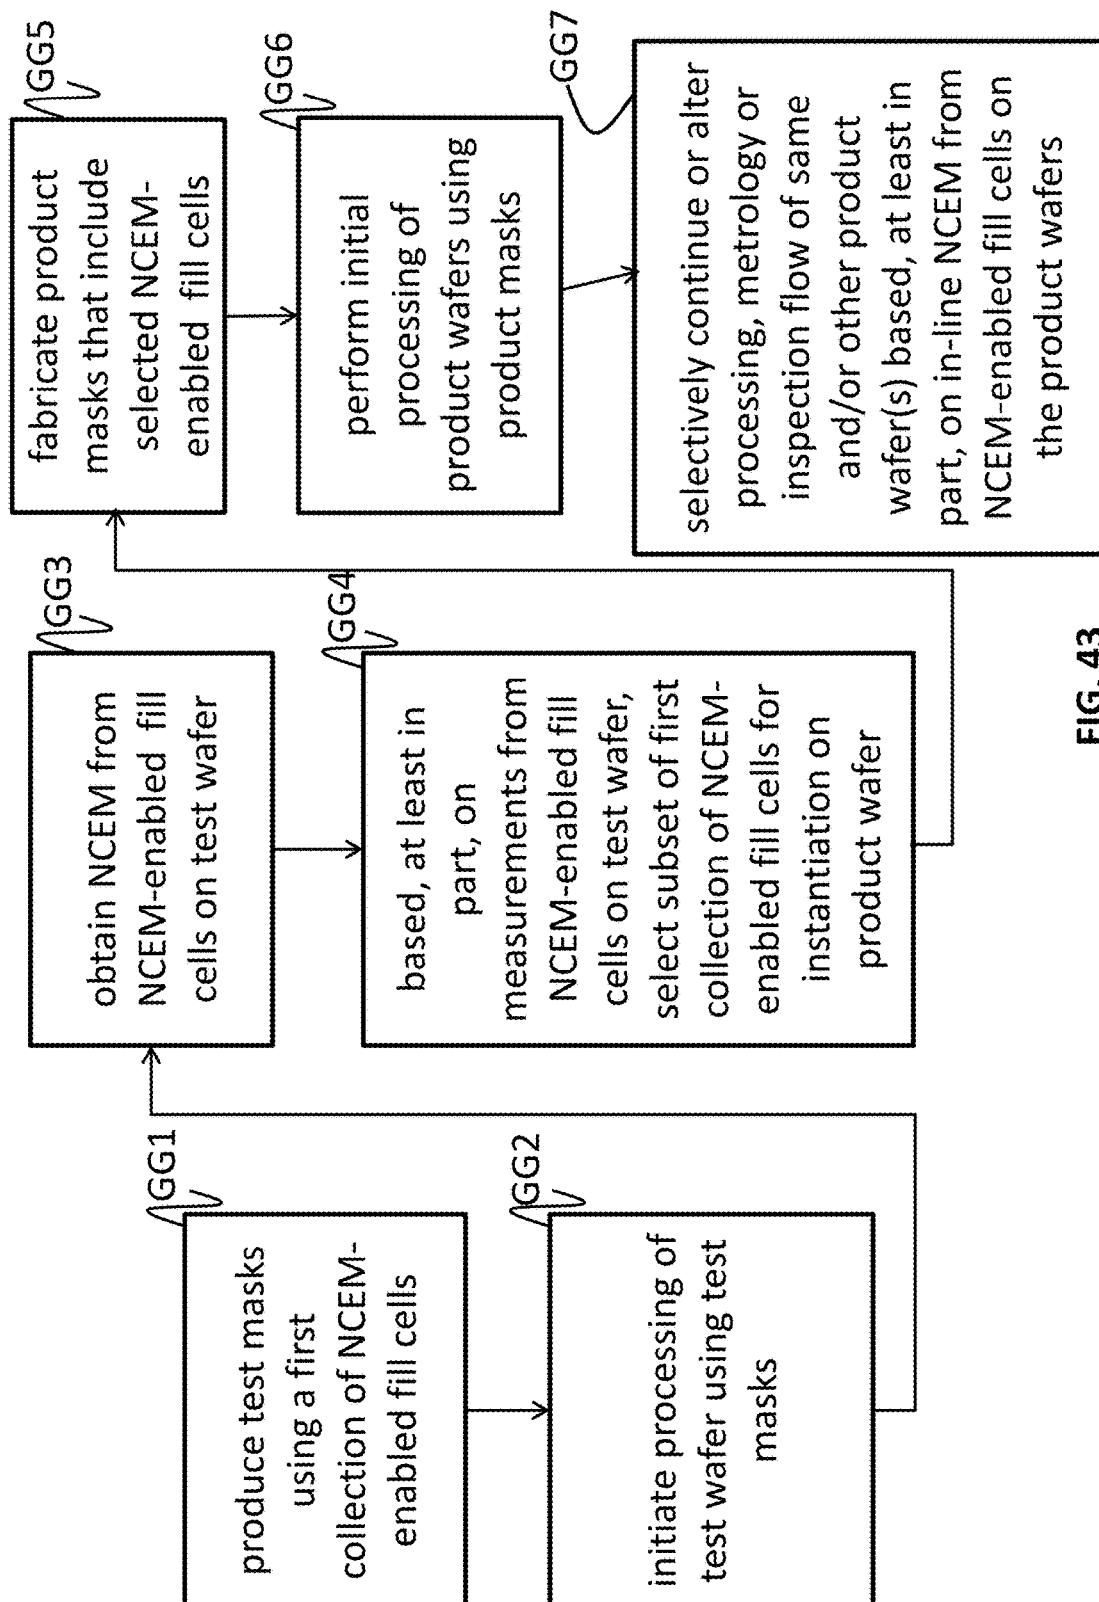 GG1
produce test masks
using a first
collection of NCEM-
enabled fill cells
GG2
initiate processing of
test wafer using test
masks
GG3
obtain NCEM from
NCEM-enabled fill
cells on test wafer
GG4
based, at least in
part, on
measurements from
NCEM-enabled fill
cells on test wafer,
select subset of first
collection of NCEM-
enabled fill cells for
instantiation on
product wafer
GG5
fabricate product
masks that include
selected NCEM-
enabled fill cells
GG6
perform initial
processing of
product wafers using
product masks
GG7
selectively continue or alter
processing, metrology or
inspection flow of same
and/or other product
wafer(s) based, at least in
part, on in-line NCEM from
NCEM-enabled fill cells on
the product wafers
FIG. 43